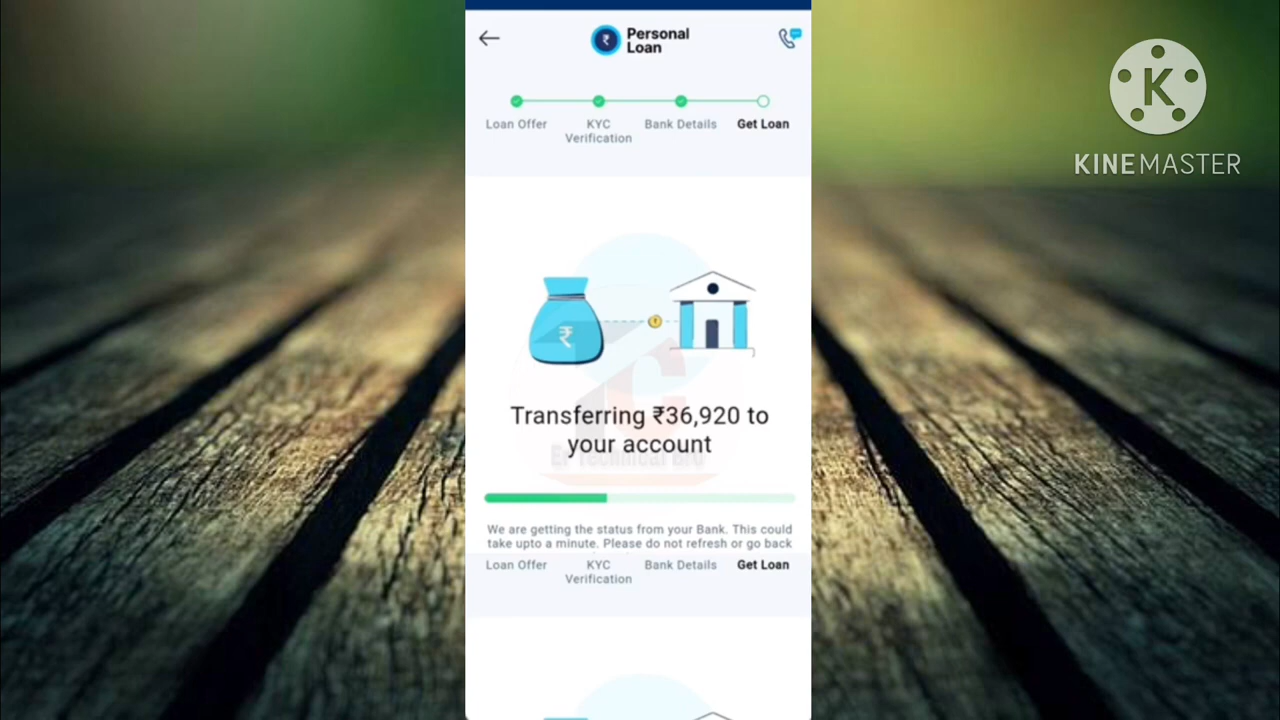 Personal
Loan
Loan Offer
KYC
Verification
Bank Details
Get Loan
K
KINEMASTER
₹
Transferring ₹36,920 to
your account
We are getting the status from your Bank. This could
take upto a minute. Please do not refresh or go back
Loan Offer
KYC
Verification
Bank Details
Get Loan